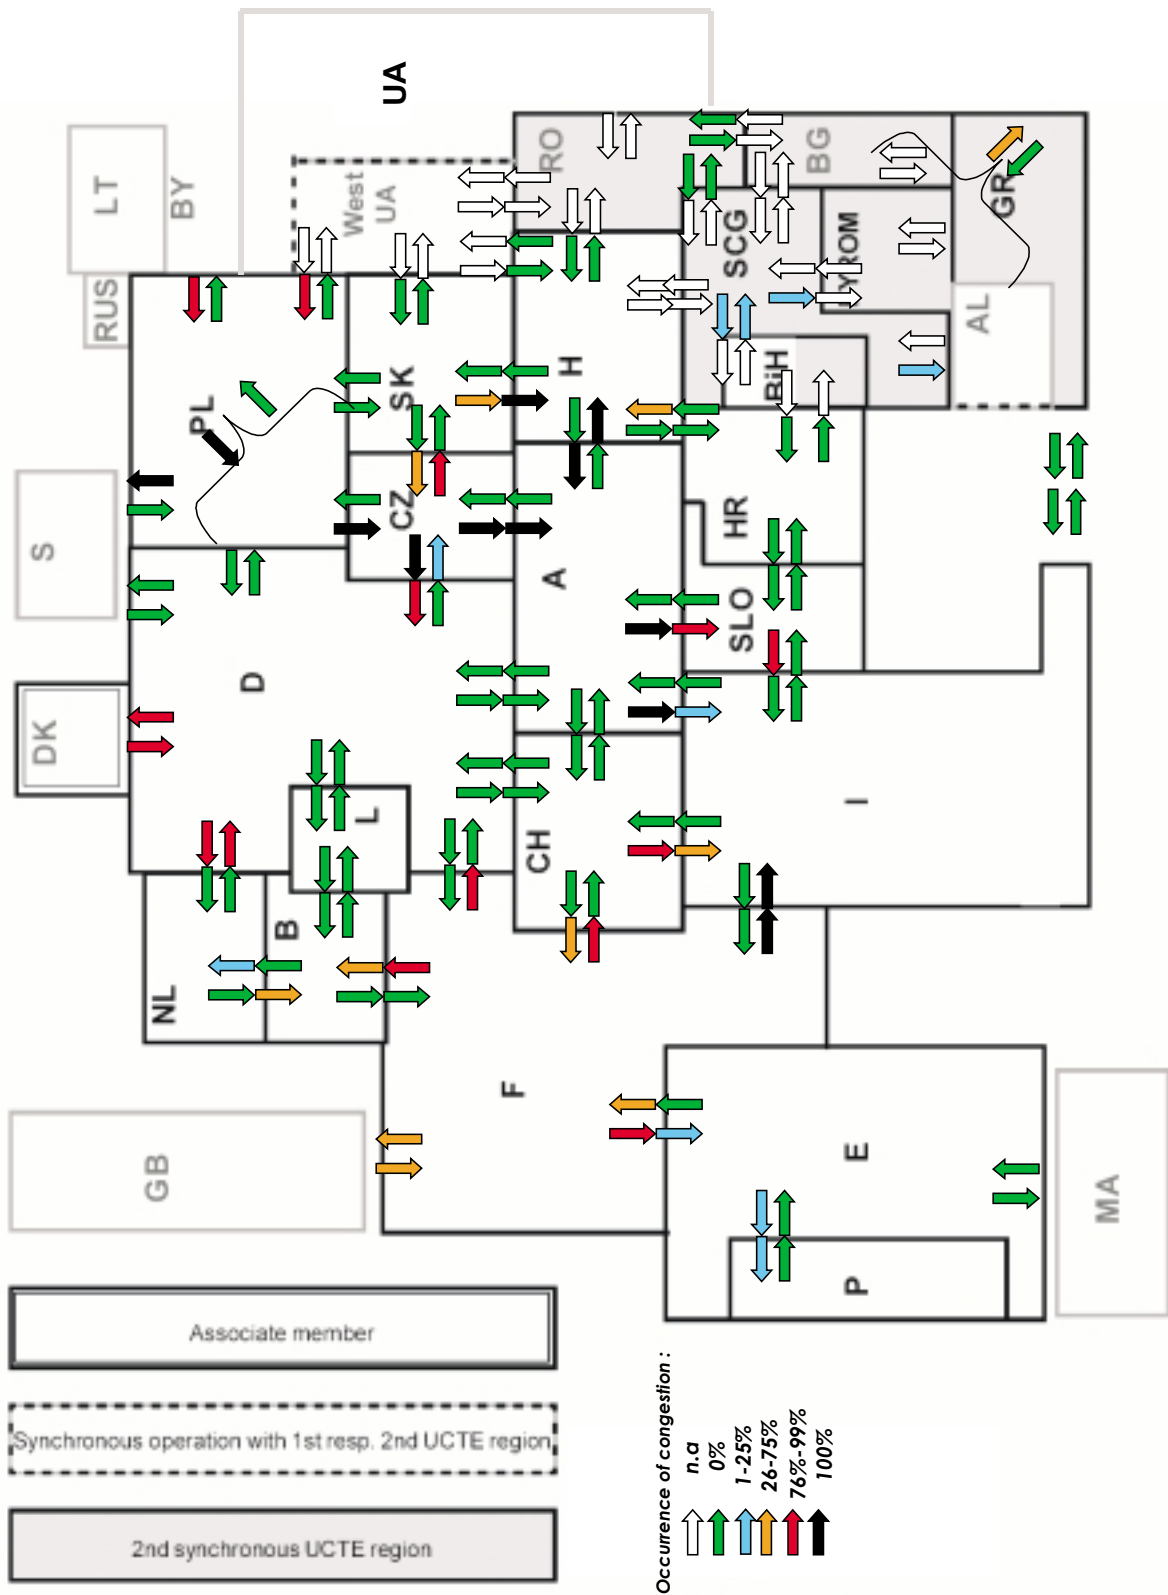 UA
LT
BY
RUS
West
UA
RO
BG
GR
SCG
FYROM
AL
BiH
H
SK
PL
CZ
S
HR
A
SLO
D
DK
L
I
CH
B
NL
F
GB
E
MA
P
Associate member
Synchronous operation with 1st resp. 2nd UCTE region
2nd synchronous UCTE region
Occurrence of congestion :
n.a
0%
1-25%
26-75%
76%-99%
100%